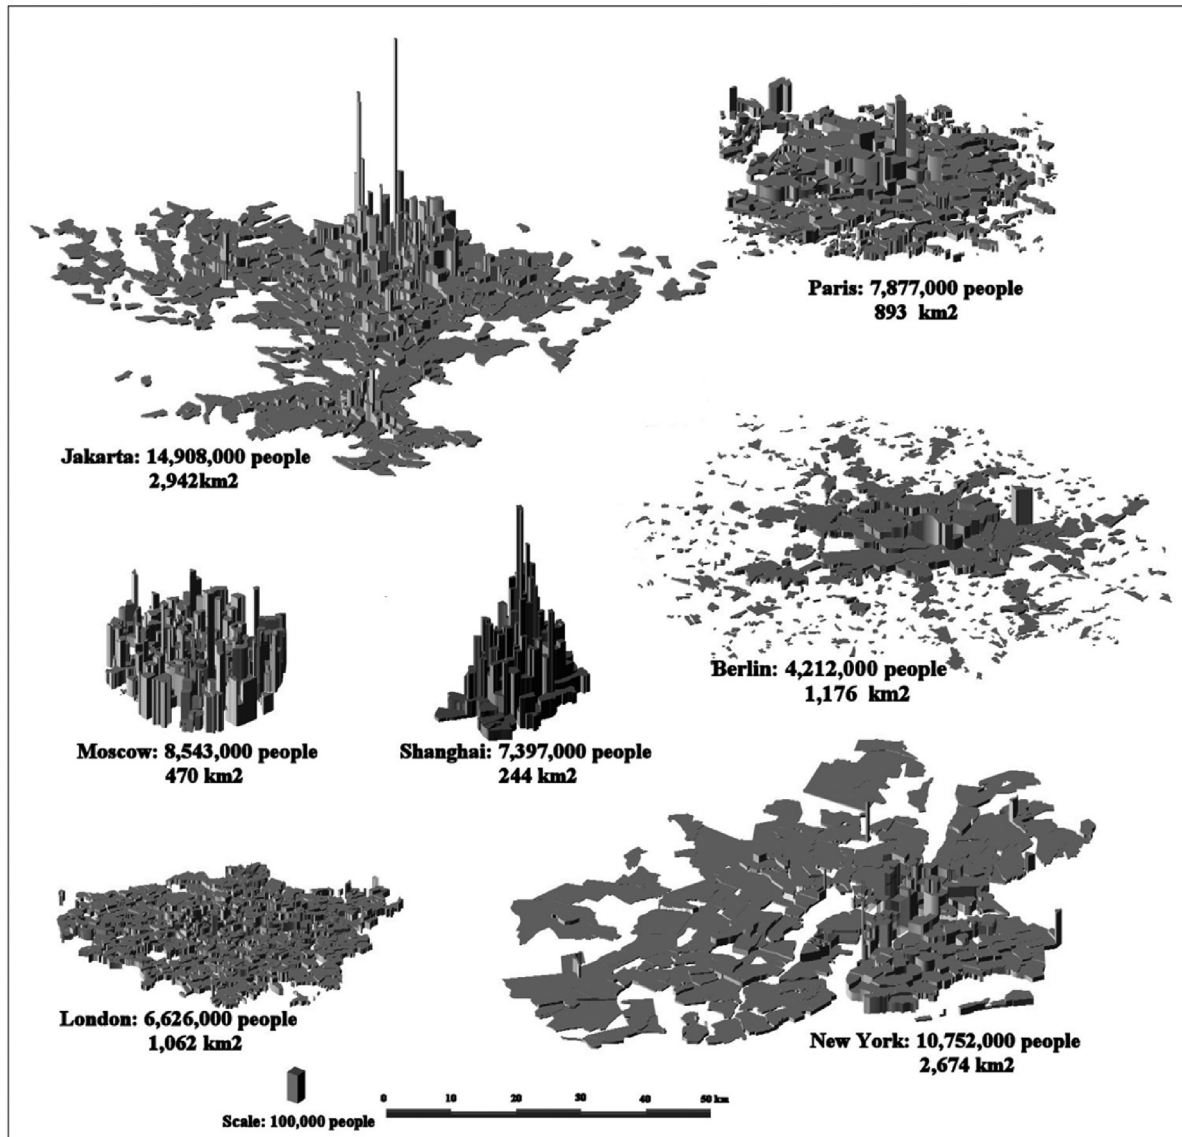 Paris: 7,877,000 people
893 km2
Jakarta: 14,908,000 people
2,942km2
Berlin: 4,212,000 people
1,176 km2
Moscow: 8,543,000 people
470 km2
Shanghai: 7,397,000 people
244 km2
London: 6,626,000 people
1,062 km2
New York: 10,752,000 people
2,674 km2
0 10 20 30 40 50 km
Scale: 100,000 people